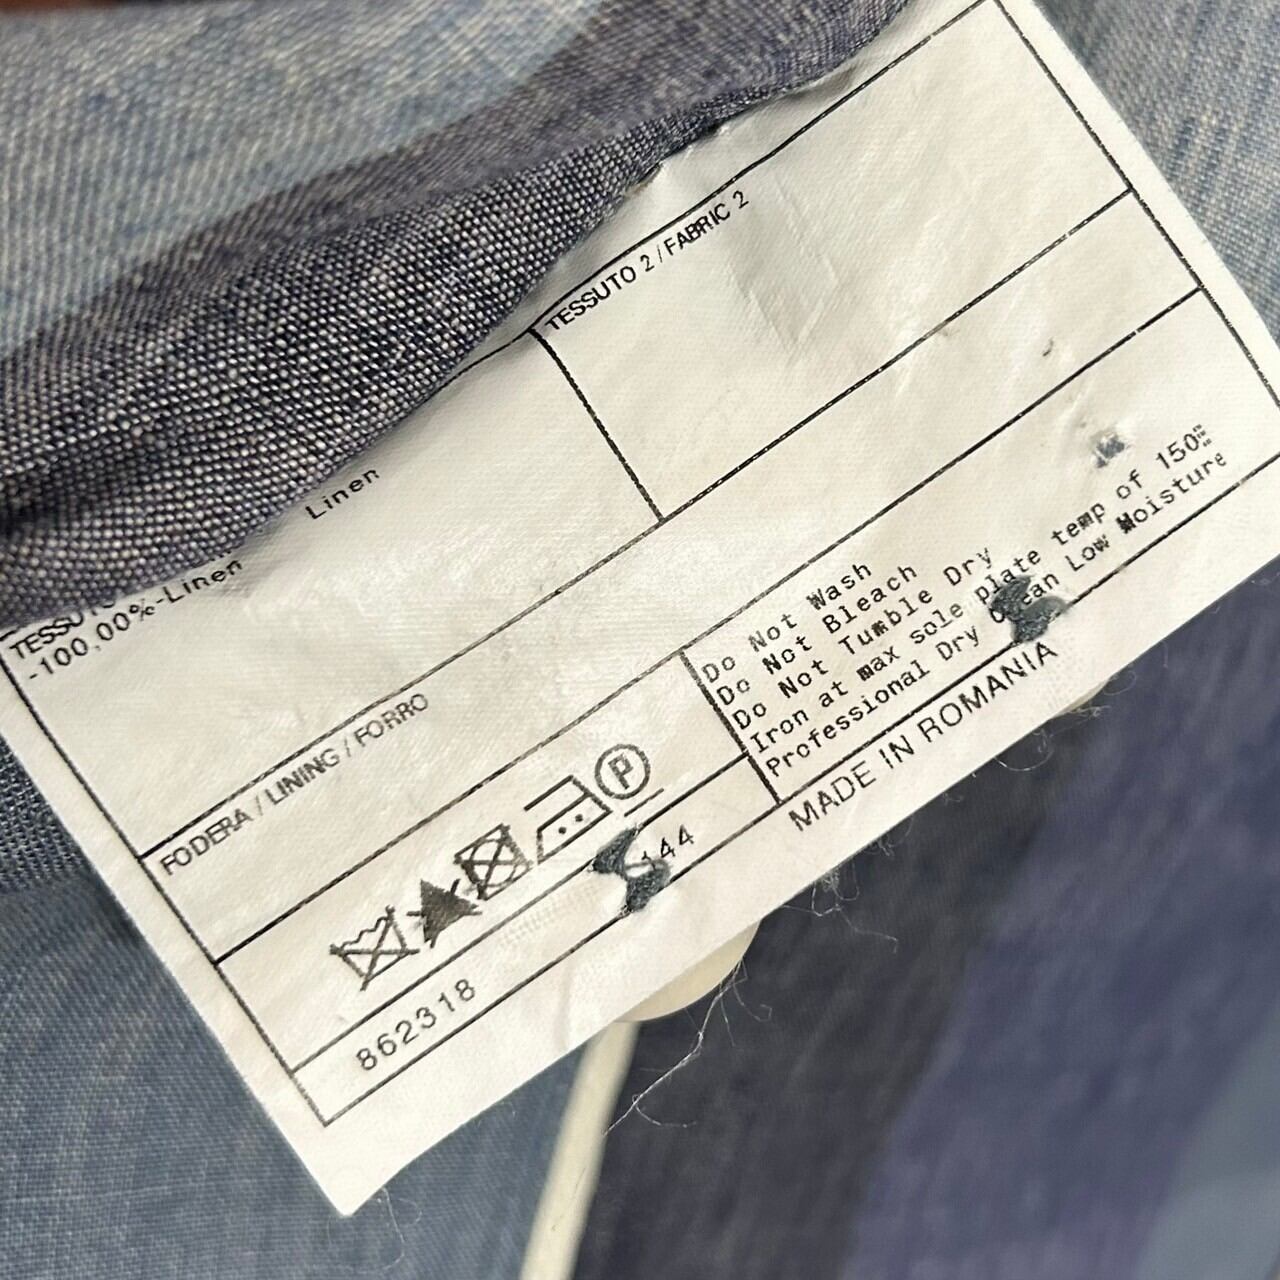 Linen
-100,00%-Linen
TESSUTO 2 / FABRIC 2
FODERA / LINING / FORRO
Do Not Wash
Do Not Bleach
Do Not Tumble Dry
Iron at max sole plate temp of 150
Professional Dry Clean Low Moisture
P
862318
144
MADE IN ROMANIA